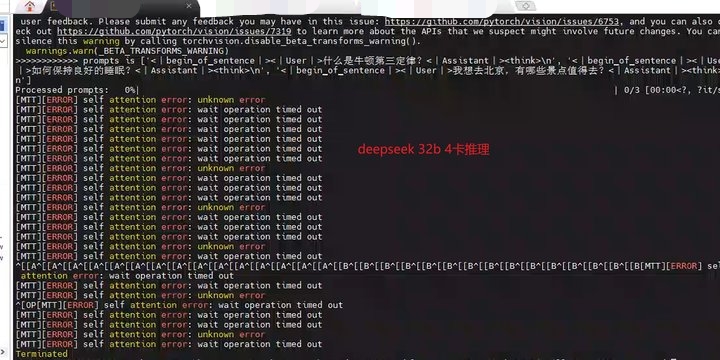 user feedback. Please submit any feedback you may have in this issue: https://github.com/pytorch/vision/issues/6753, and you can also
eck out https://github.com/pytorch/vision/issues/7319 to learn more about the APIs that we suspect might involve future changes. You can
silence this warning by calling torchvision.disable_beta_transforms_warning().
warnings.warn(_BETA_TRANSFORMS_WARNING)
>>>>>>>>>>>> prompts is ['<|begin_of_sentence|><|User|>什么是牛顿第三定律? <|Assistant|><think>\n', '<|begin_of_sentence|><|Use
|>如何保持良好的睡眠? <|Assistant|><think>\n', '<|begin_of_sentence|><|User|>我想去北京, 有哪些景点值得去? <|Assistant|><think>
n']
Processed prompts: 0%| | 0/3 [00:00<?, ?it/s
[MTT][ERROR] self attention error: unknown error
[MTT][ERROR] self attention error: wait operation timed out
[MTT][ERROR] self attention error: wait operation timed out
[MTT][ERROR] self attention error: wait operation timed out
[MTT][ERROR] self attention error: wait operation timed out
[MTT][ERROR] self attention error: wait operation timed out
deepseek 32b 4卡推理
[MTT][ERROR] self attention error: wait operation timed out
[MTT][ERROR] self attention error: unknown error
[MTT][ERROR] self attention error: wait operation timed out
[MTT][ERROR] self attention error: wait operation timed out
[MTT][ERROR] self attention error: wait operation timed out
[MTT][ERROR] self attention error: unknown error
[MTT][ERROR] self attention error: wait operation timed out
[MTT][ERROR] self attention error: wait operation timed out
[MTT][ERROR] self attention error: wait operation timed out
[MTT][ERROR] self attention error: unknown error
[MTT][ERROR] self attention error: wait operation timed out
^[[A^[[A^[[A^[[A^[[A^[[A^[[A^[[A^[[A^[[A^[[A^[[A^[[A^[[A^[[B^[[B^[[B^[[B^[[B^[[B^[[B^[[B^[[B^[[B^[[B^[[B^[[B[MTT][ERROR] self
attention error: wait operation timed out
[MTT][ERROR] self attention error: wait operation timed out
[MTT][ERROR] self attention error: unknown error
^[OP[MTT][ERROR] self attention error: wait operation timed out
[MTT][ERROR] self attention error: wait operation timed out
[MTT][ERROR] self attention error: wait operation timed out
[MTT][ERROR] self attention error: unknown error
[MTT][ERROR] self attention error: wait operation timed out
Terminated